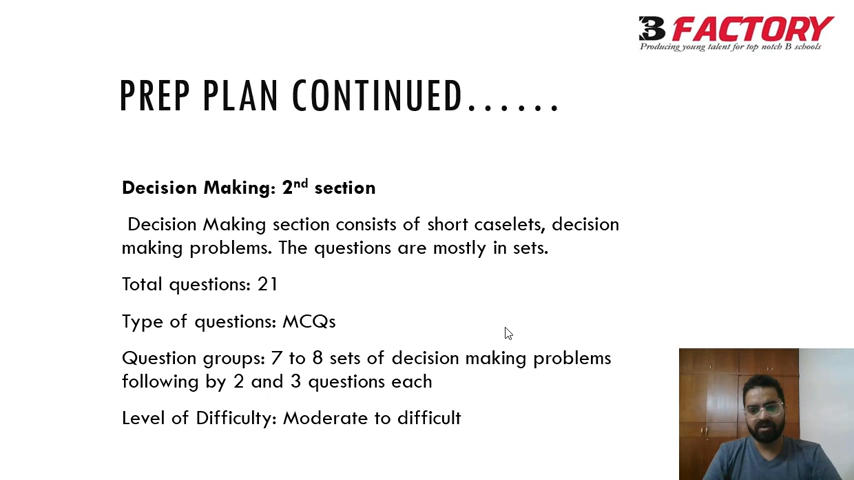 3 FACTORY
Producing young talent for top notch B schools
PREP PLAN CONTINUED......
Decision Making: 2nd section
Decision Making section consists of short caselets, decision
making problems. The questions are mostly in sets.
Total questions: 21
Type of questions: MCQs
Question groups: 7 to 8 sets of decision making problems
following by 2 and 3 questions each
Level of Difficulty: Moderate to difficult